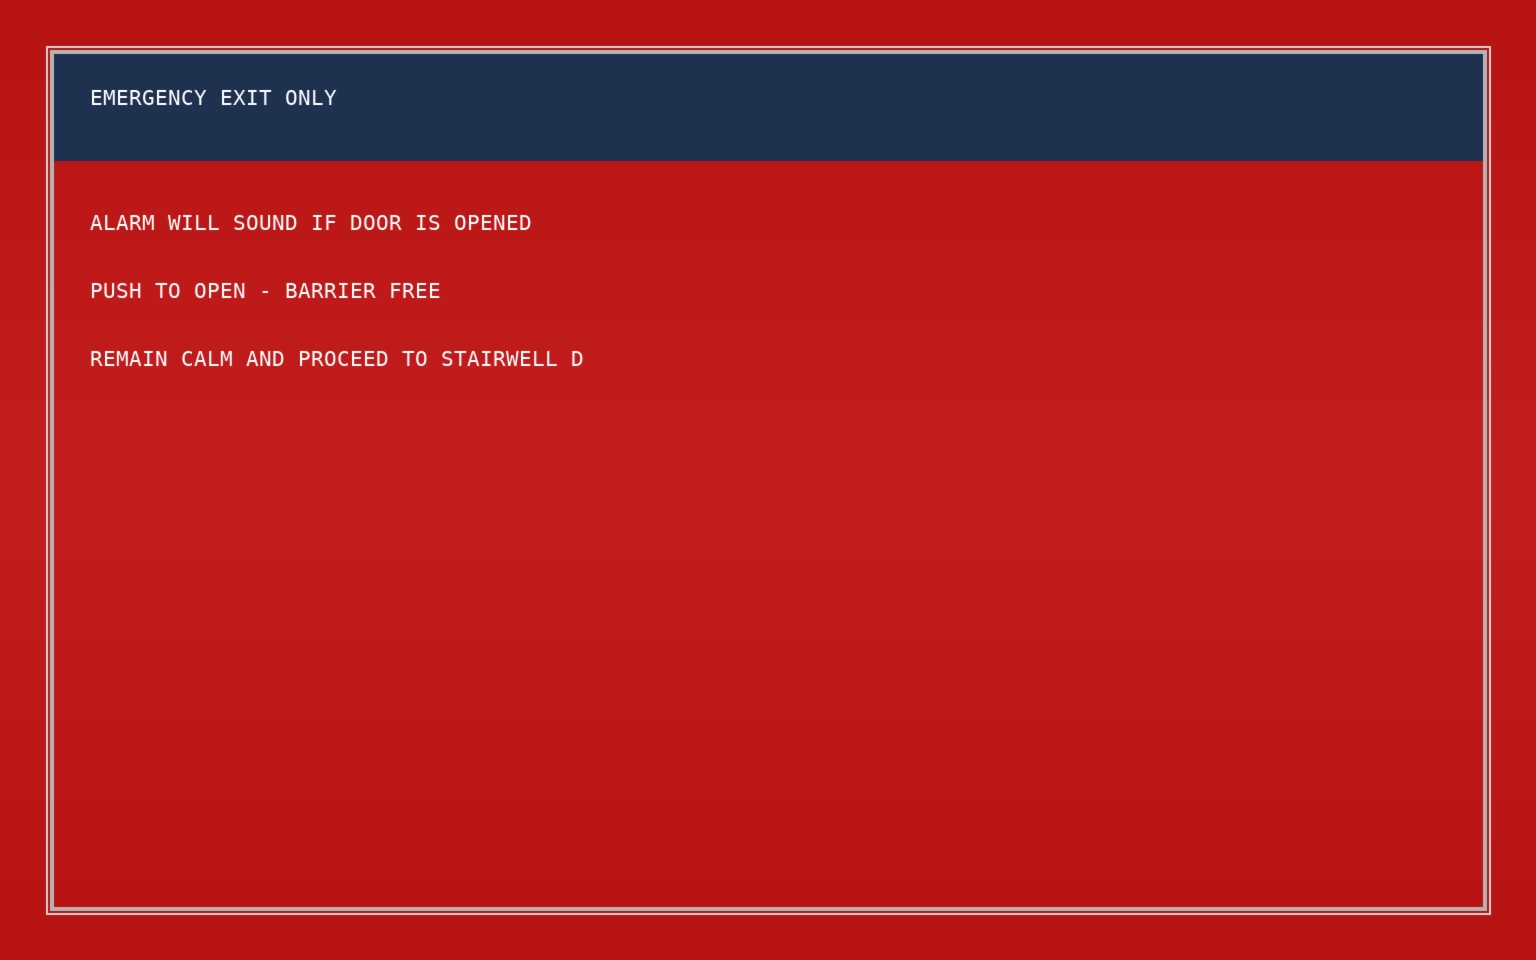 EMERGENCY EXIT ONLY
ALARM WILL SOUND IF DOOR IS OPENED
PUSH TO OPEN - BARRIER FREE
REMAIN CALM AND PROCEED TO STAIRWELL D